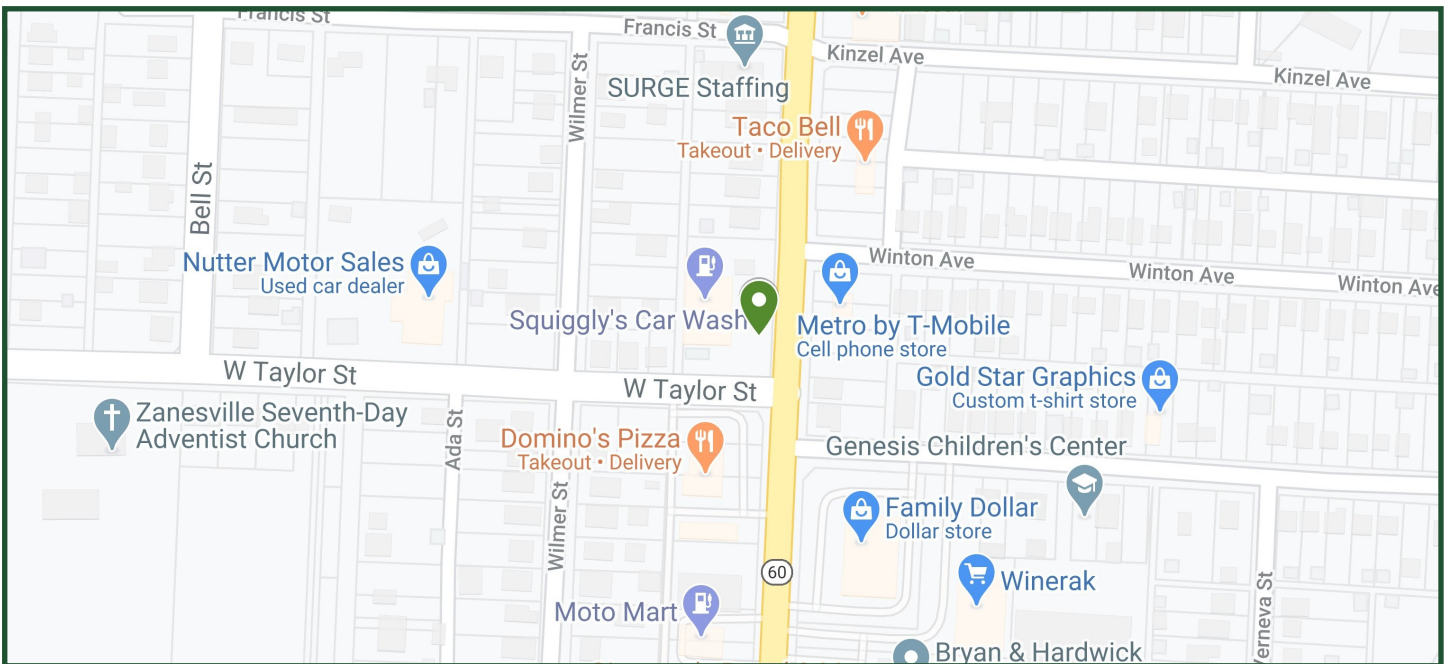 Francis St
Francis St
Kinzel Ave
Kinzel Ave
SURGE Staffing
Wilmer St
Taco Bell
Takeout • Delivery
Bell St
Nutter Motor Sales
Used car dealer
Winton Ave
Winton Ave
Winton Ave
Squiggly's Car Wash
Metro by T-Mobile
Cell phone store
W Taylor St
W Taylor St
Gold Star Graphics
Custom t-shirt store
Zanesville Seventh-Day
Adventist Church
Ada St
Domino's Pizza
Takeout • Delivery
Genesis Children's Center
Wilmer St
Family Dollar
Dollar store
60
Winerak
Moto Mart
Verneva St
Bryan & Hardwick